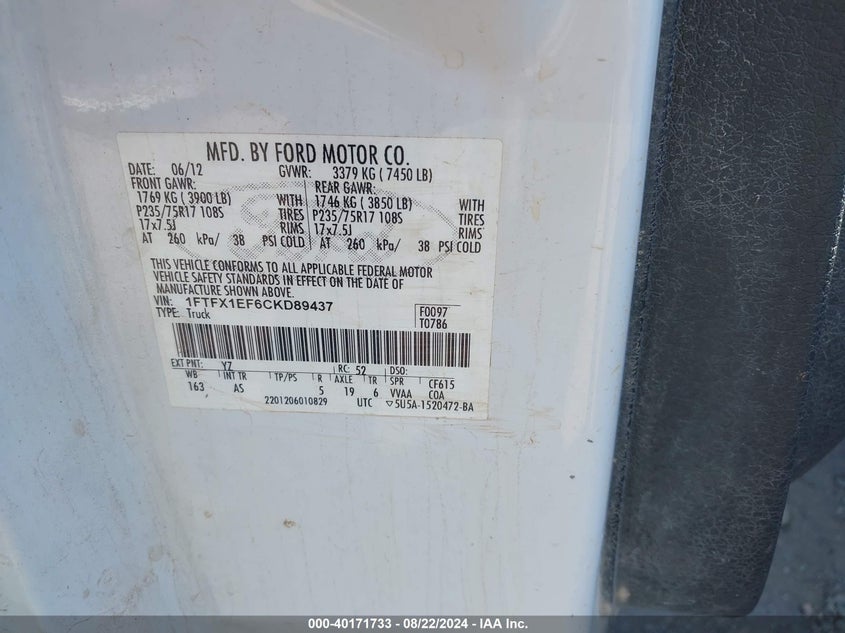 MFD. BY FORD MOTOR CO.
DATE: 06/12 GVWR: 3379 KG ( 7450 LB)
FRONT GAWR: REAR GAWR:
1769 KG ( 3900 LB) WITH 1746 KG ( 3850 LB) WITH
P235/75R17 108S TIRES P235/75R17 108S TIRES
17x7.5J RIMS 17x7.5J RIMS
AT 260 kPa/ 38 PSI COLD AT 260 kPa/ 38 PSI COLD
Ford
THIS VEHICLE CONFORMS TO ALL APPLICABLE FEDERAL MOTOR
VEHICLE SAFETY STANDARDS IN EFFECT ON THE DATE OF
MANUFACTURE SHOWN ABOVE.
VIN: 1FTFX1EF6CKD89437 F0097
TYPE: Truck T0786
EXT PNT: YZ RC: 52 DSO:
WB INT TR TP/PS R AXLE TR SPR CF615
163 AS 5 19 6 VVAA COA
2201206010829 UTC ▽5U5A-1520472-BA
000-40171733 - 08/22/2024 - IAA Inc.